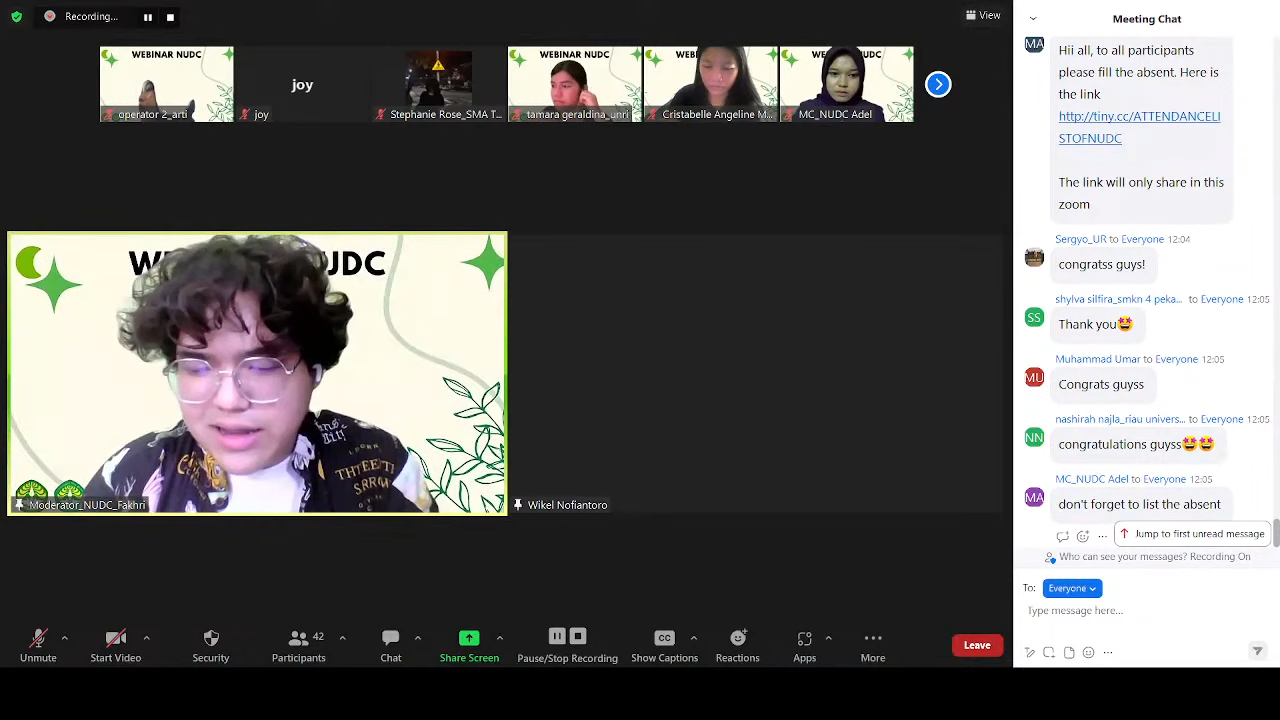 Recording...
View
WEBINAR NUDC
operator 2_arti
joy
joy
Stephanie Rose_SMA T...
WEBINAR NUDC
tamara geraldina_unri
Cristabelle Angeline M...
MC_NUDC Adel
UDC
Moderator_NUDC_Fakhri
Wikel Nofiantoro
Unmute
Start Video
Security
42
Participants
Chat
Share Screen
Pause/Stop Recording
CC
Show Captions
Reactions
Apps
More
Leave
Meeting Chat
MA
Hii all, to all participants
please fill the absent. Here is
the link
http://tiny.cc/ATTENDANCELI
STOFNUDC
The link will only share in this
zoom
Sergyo_UR to Everyone 12:04
congratss guys!
shylva silfira_smkn 4 peka... to Everyone 12:05
SS
Thank you🤩
Muhammad Umar to Everyone 12:05
MU
Congrats guyss
nashirah najla_riau univers... to Everyone 12:05
NN
congratulations guyss🤩🤩
MC_NUDC Adel to Everyone 12:05
MA
don't forget to list the absent
Jump to first unread message
Who can see your messages? Recording On
To: Everyone
Type message here...